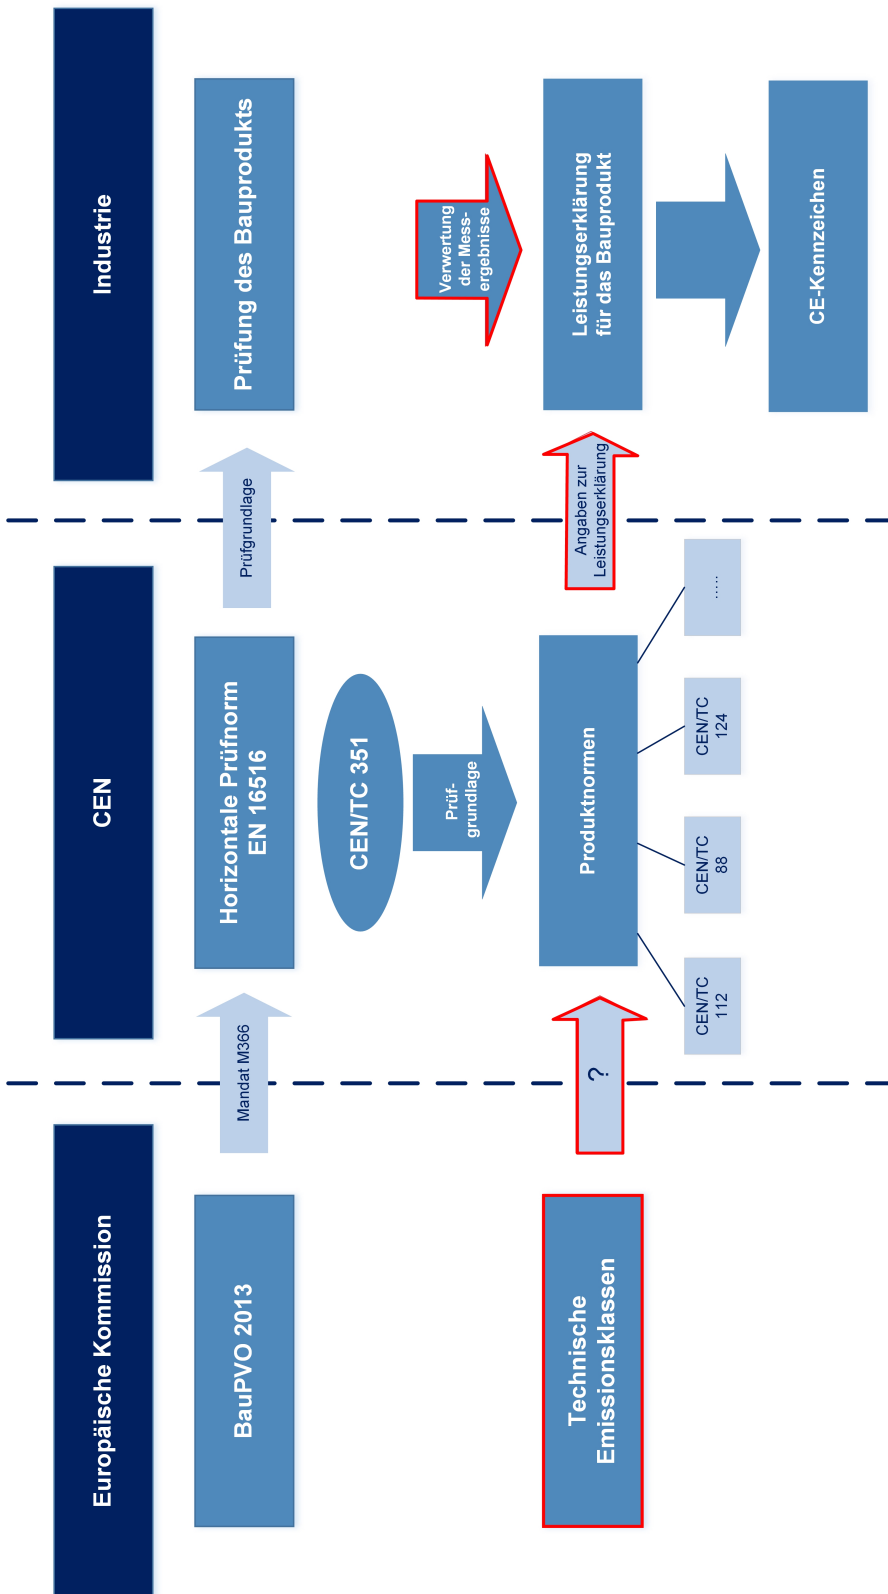 Europäische Kommission
CEN
Industrie
BauPVO 2013
Mandat M366
Horizontale Prüfnorm
EN 16516
Prüfgrundlage
Prüfung des Bauprodukts
CEN/TC 351
Prüf-
grundlage
Verwertung
der Mess-
ergebnisse
Technische
Emissionsklassen
?
Produktnormen
Angaben zur
Leistungserklärung
Leistungserklärung
für das Bauprodukt
CEN/TC
112
CEN/TC
88
CEN/TC
124
.....
CE-Kennzeichen